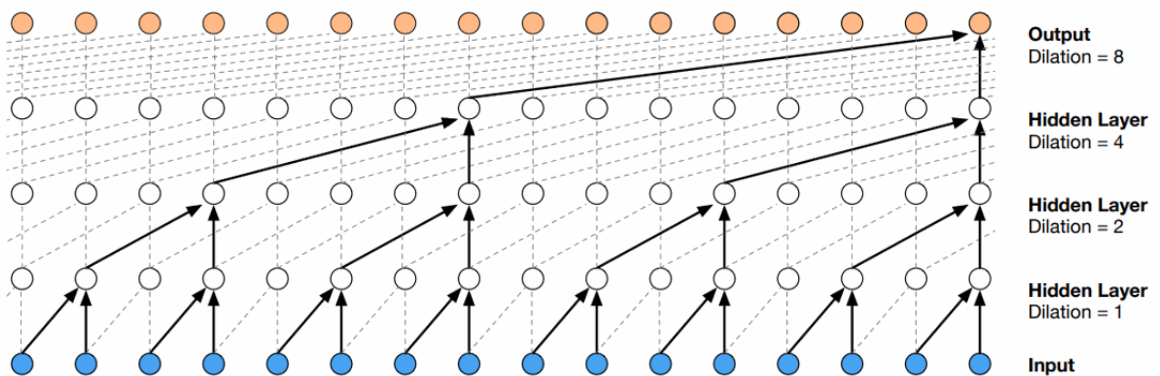 Output
Dilation = 8
Hidden Layer
Dilation = 4
Hidden Layer
Dilation = 2
Hidden Layer
Dilation = 1
Input